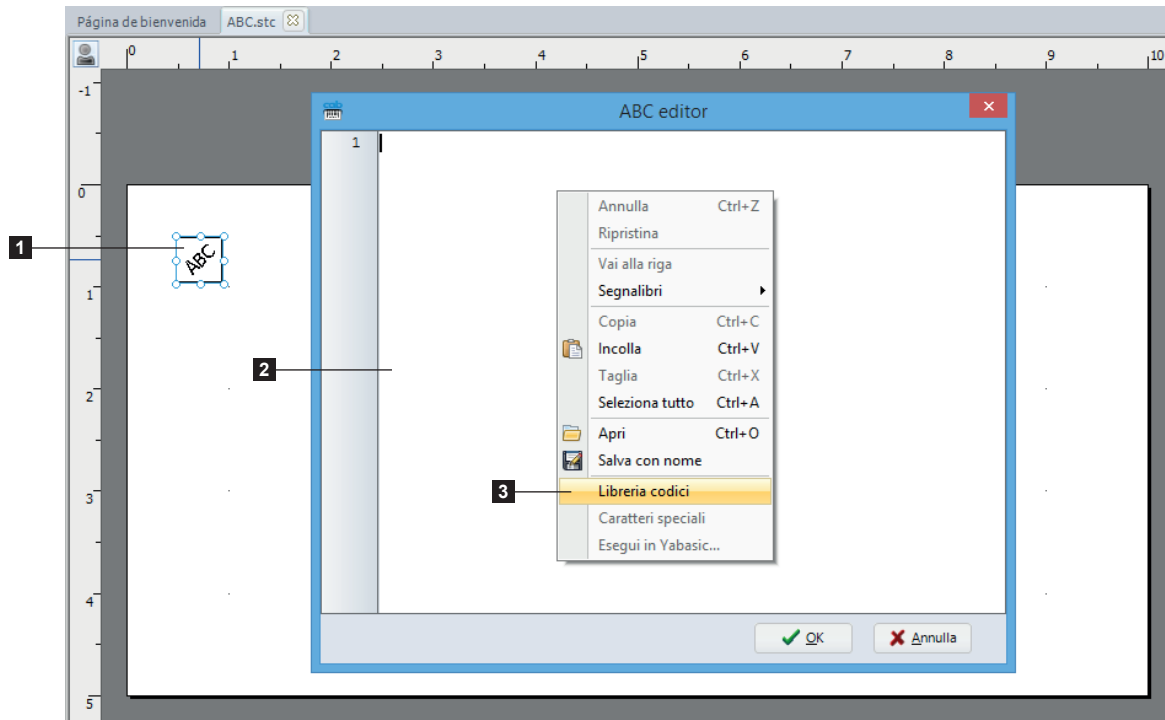 Página de bienvenida ABC.stc
0 1 2 3 4 5 6 7 8 9 10
-1
cab ABC editor
1
0
Annulla Ctrl+Z
Ripristina
1 ABC
Vai alla riga
Segnalibri
1
Copia Ctrl+C
Incolla Ctrl+V
2
Taglia Ctrl+X
2
Seleziona tutto Ctrl+A
Apri Ctrl+O
Salva con nome
3 Libreria codici
3
Caratteri speciali
Esegui in Yabasic...
4
OK Annulla
5